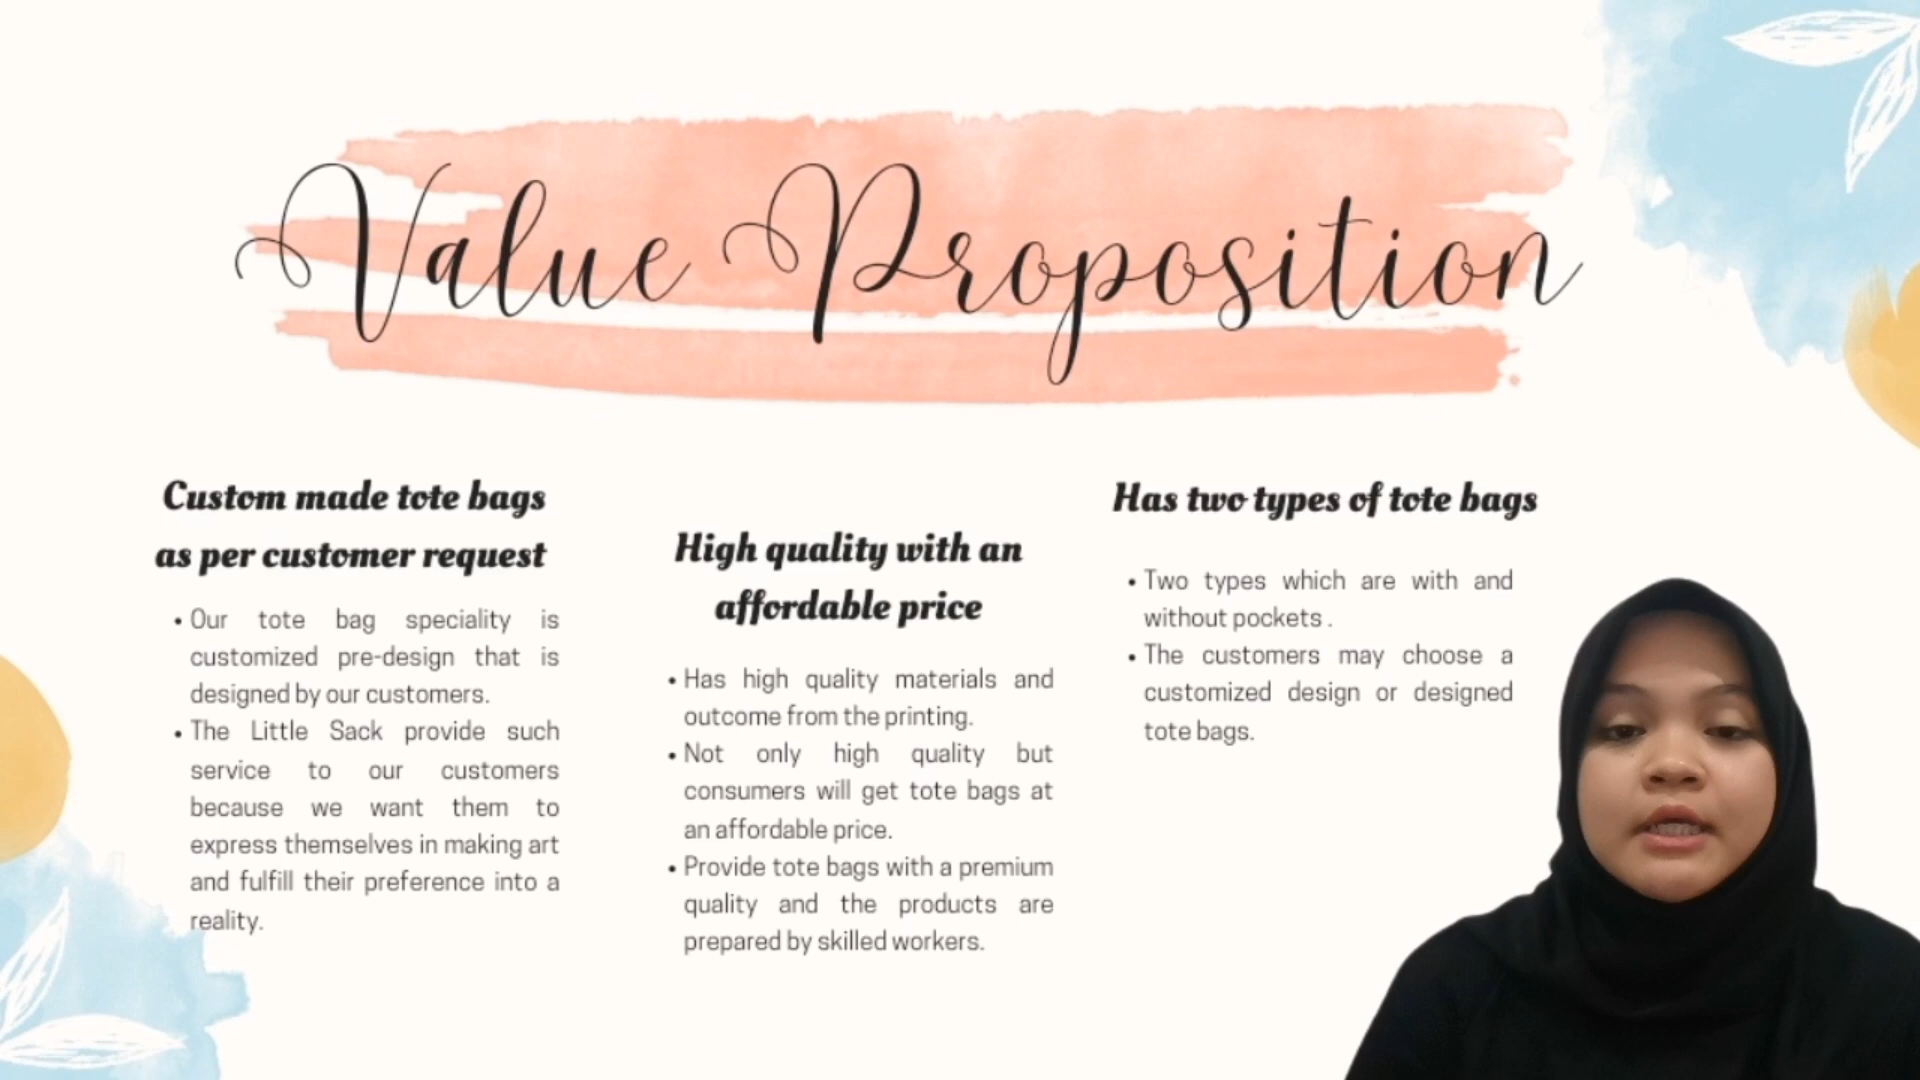 Value Proposition
Custom made tote bags
as per customer request
• Our tote bag speciality is
customized pre-design that is
designed by our customers.
• The Little Sack provide such
service to our customers
because we want them to
express themselves in making art
and fulfill their preference into a
reality.
High quality with an
affordable price
• Has high quality materials and
outcome from the printing.
• Not only high quality but
consumers will get tote bags at
an affordable price.
• Provide tote bags with a premium
quality and the products are
prepared by skilled workers.
Has two types of tote bags
• Two types which are with and
without pockets .
• The customers may choose a
customized design or designed
tote bags.